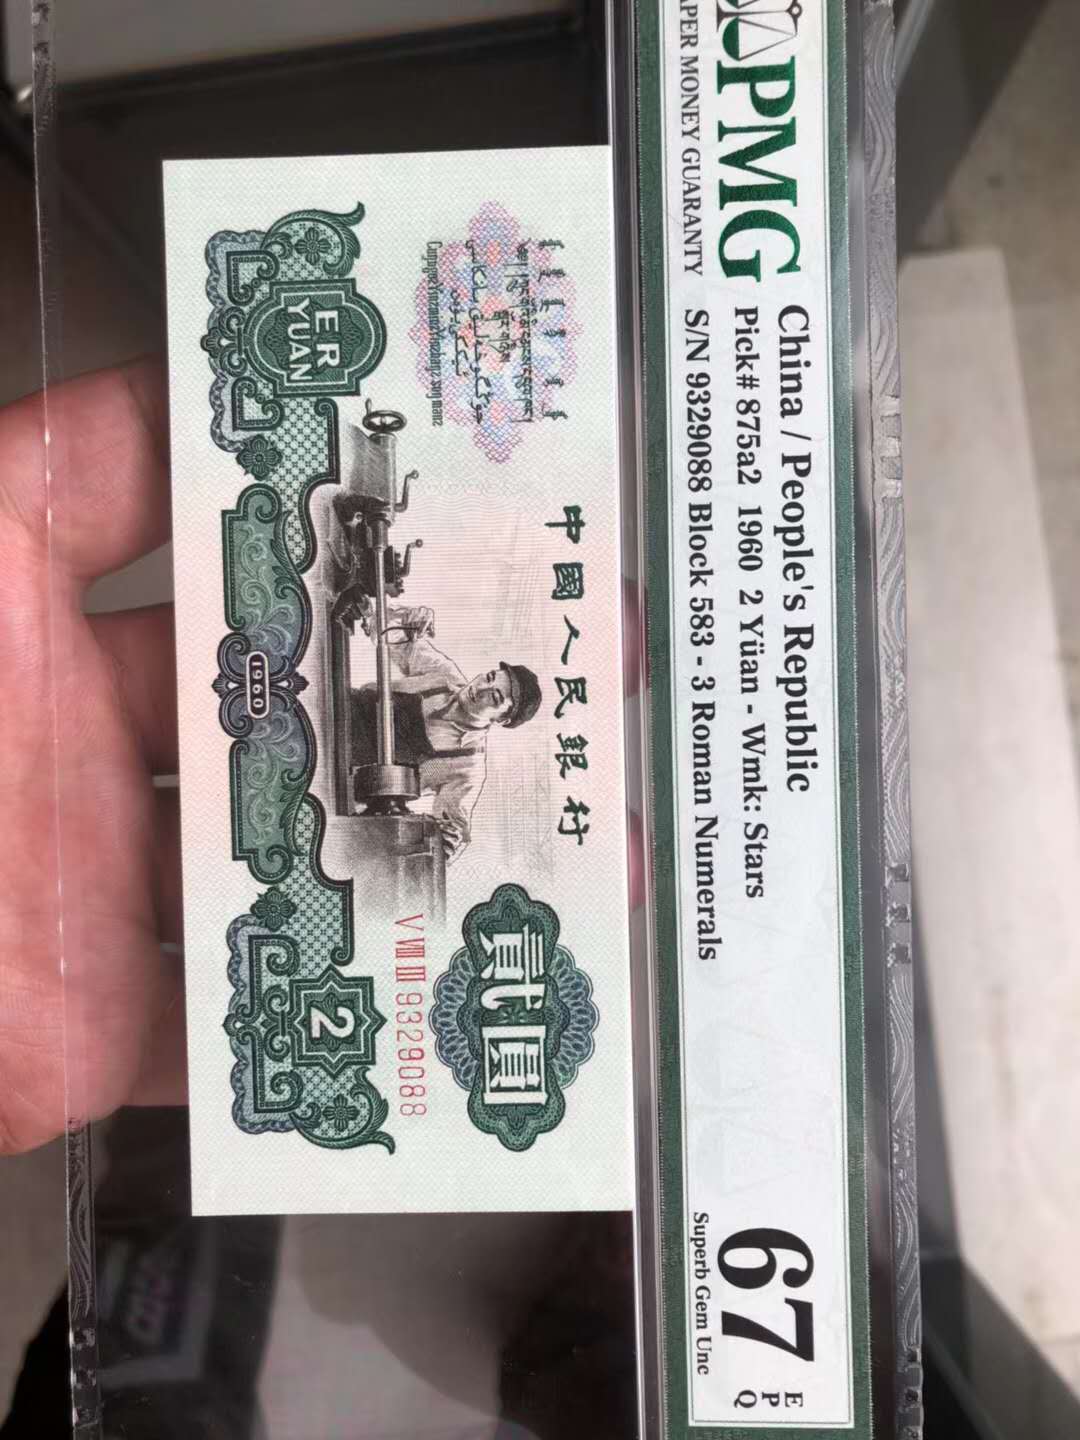 PMG
PAPER MONEY GUARANTY
China / People's Republic
Pick# 875a2 1960 2 Yüan - Wmk: Stars
S/N 9329088 Block 583 - 3 Roman Numerals
67
EPQ
Superb Gem Unc
中國人民銀行
ER
YUAN
貳圓
V VIII III 9329088
1960
2